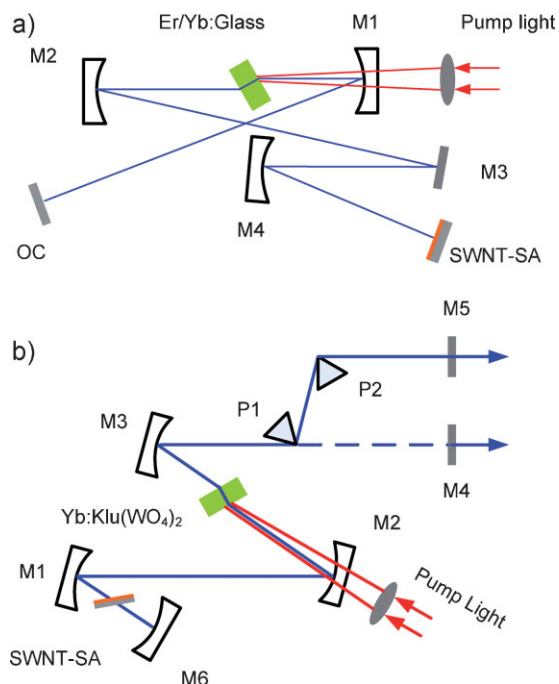 a)
Er/Yb:Glass
M1
Pump light
M2
M3
M4
OC
SWNT-SA
b)
M5
P1
P2
M3
M4
Yb:Klu(WO₄)₂
M2
M1
Pump Light
SWNT-SA
M6